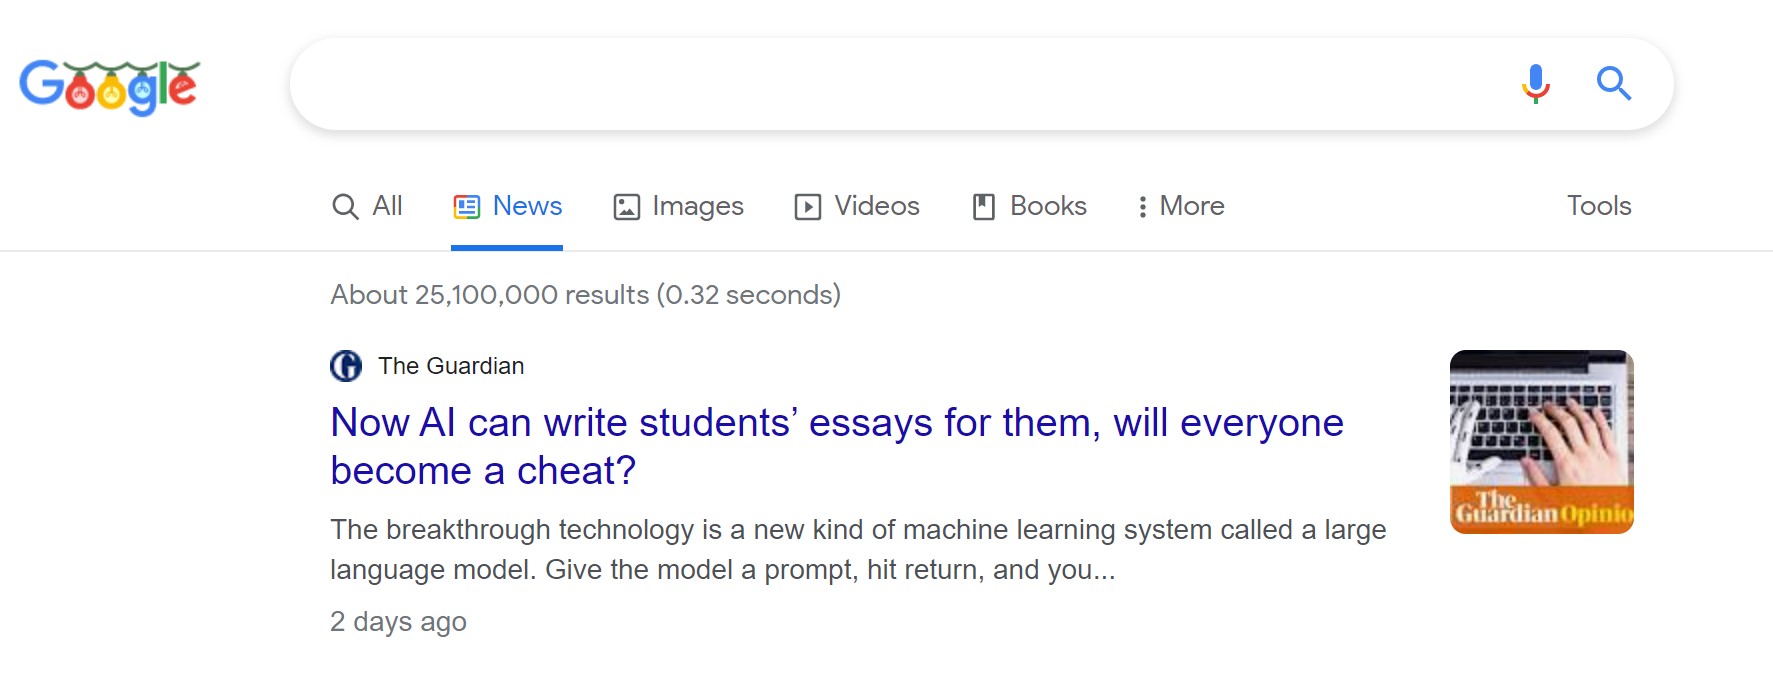 Google
All News Images Videos Books More Tools
About 25,100,000 results (0.32 seconds)
G The Guardian
Now AI can write students’ essays for them, will everyone
become a cheat?
The breakthrough technology is a new kind of machine learning system called a large
language model. Give the model a prompt, hit return, and you...
2 days ago
The
Guardian Opinio